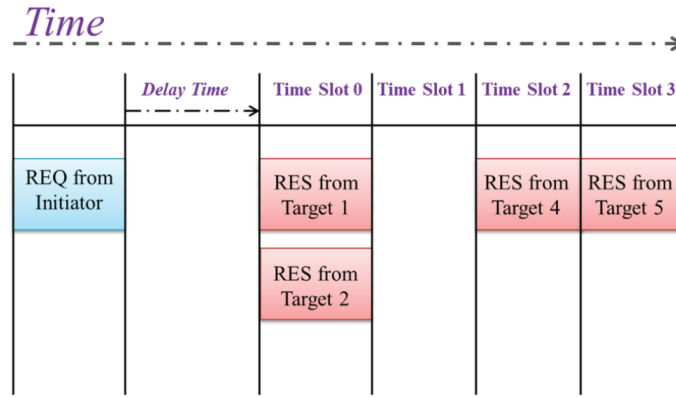 Time
Delay Time
Time Slot 0
Time Slot 1
Time Slot 2
Time Slot 3
REQ from
Initiator
RES from
Target 1
RES from
Target 4
RES from
Target 5
RES from
Target 2